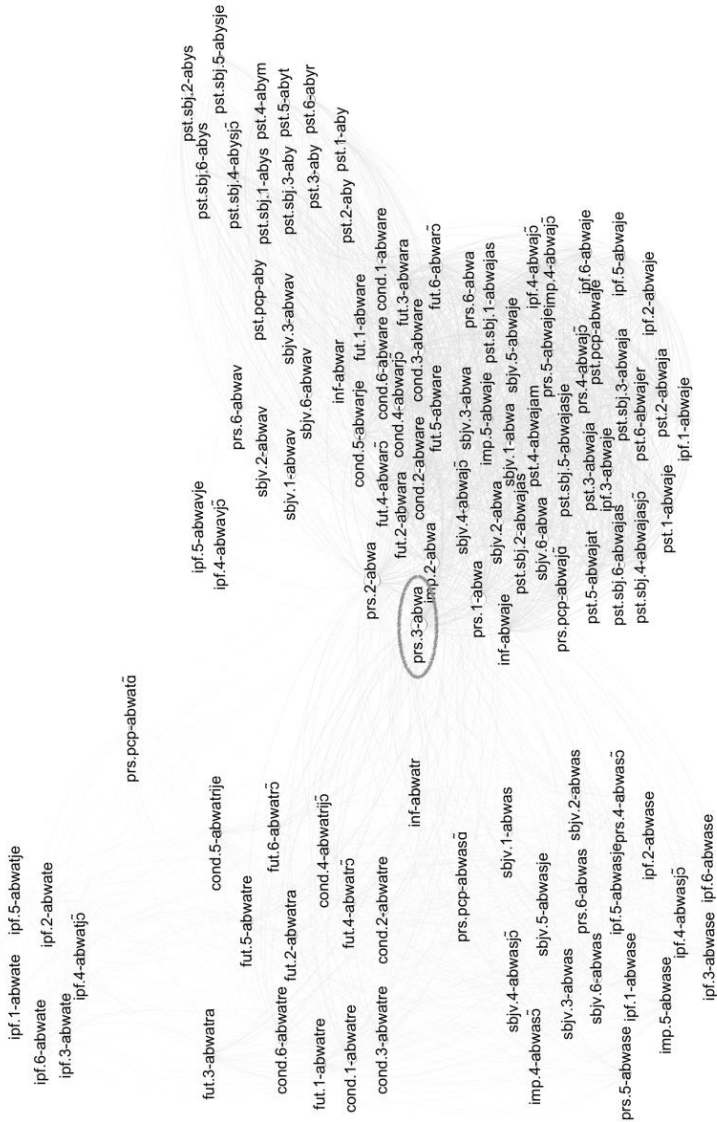 ipf.1-abwate ipf.5-abwatje
ipf.6-abwate ipf.2-abwate
ipf.3-abwate
ipf.4-abwatjɔ̃
prs.pcp-abwatɑ̃
fut.3-abwatra
cond.5-abwatrije
fut.5-abwatre
cond.6-abwatre
fut.2-abwatra
fut.6-abwatrɔ̃
fut.1-abwatre
cond.4-abwatrijɔ̃
cond.1-abwatre
fut.4-abwatrɔ̃
cond.3-abwatre
cond.2-abwatre
inf-abwatr
prs.pcp-abwasɑ̃
sbjv.4-abwasjɔ̃
sbjv.1-abwas
imp.4-abwasɔ̃
sbjv.5-abwasje
sbjv.3-abwas
prs.6-abwas
sbjv.2-abwas
sbjv.6-abwas
prs.5-abwase
ipf.1-abwase
ipf.5-abwasje
prs.4-abwasɔ̃
imp.5-abwase
ipf.2-abwase
ipf.4-abwasjɔ̃
ipf.3-abwase
ipf.6-abwase
pst.sbj.2-abys
pst.sbj.6-abys
pst.sbj.5-abysje
pst.sbj.4-abysjɔ̃
pst.sbj.1-abys
pst.4-abym
pst.sbj.3-aby
pst.5-abyt
pst.3-aby
pst.6-abyr
pst.2-aby
pst.1-aby
ipf.5-abwavje
ipf.4-abwavjɔ̃
prs.6-abwav
pst.pcp-aby
sbjv.2-abwav
sbjv.3-abwav
sbjv.1-abwav
sbjv.6-abwav
inf-abwar
cond.5-abwarje
fut.1-abware
prs.2-abwa
fut.4-abwarɔ̃
cond.6-abware
cond.1-abware
fut.2-abwara
cond.4-abwarjɔ̃
fut.3-abwara
prs.3-abwa
cond.2-abware
cond.3-abware
imp.2-abwa
fut.5-abware
fut.6-abwarɔ̃
sbjv.4-abwajɔ̃
sbjv.3-abwa
prs.6-abwa
prs.1-abwa
sbjv.2-abwa
imp.5-abwaje
pst.sbj.1-abwajas
inf-abwaje
pst.sbj.2-abwajas
sbjv.1-abwa
sbjv.5-abwaje
sbjv.6-abwa
pst.4-abwajam
ipf.4-abwajɔ̃
prs.pcp-abwajɑ̃
pst.sbj.5-abwajasje
prs.5-abwaje
imp.4-abwajɔ̃
pst.5-abwajat
pst.3-abwaja
prs.4-abwajɔ̃
ipf.6-abwaje
pst.sbj.6-abwajas
ipf.3-abwaje
pst.pcp-abwaje
pst.sbj.4-abwajasjɔ̃
pst.sbj.3-abwaja
ipf.5-abwaje
pst.6-abwajer
ipf.2-abwaje
pst.1-abwaje
pst.2-abwaja
ipf.1-abwaje